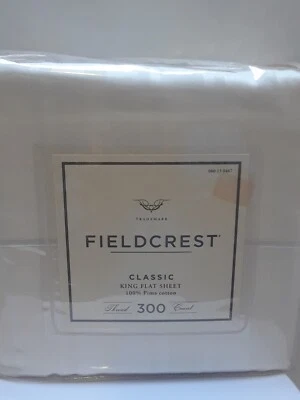 TRADEMARK
FIELDCREST
CLASSIC
KING FLAT SHEET
100% Pima cotton
Thread 300 Count